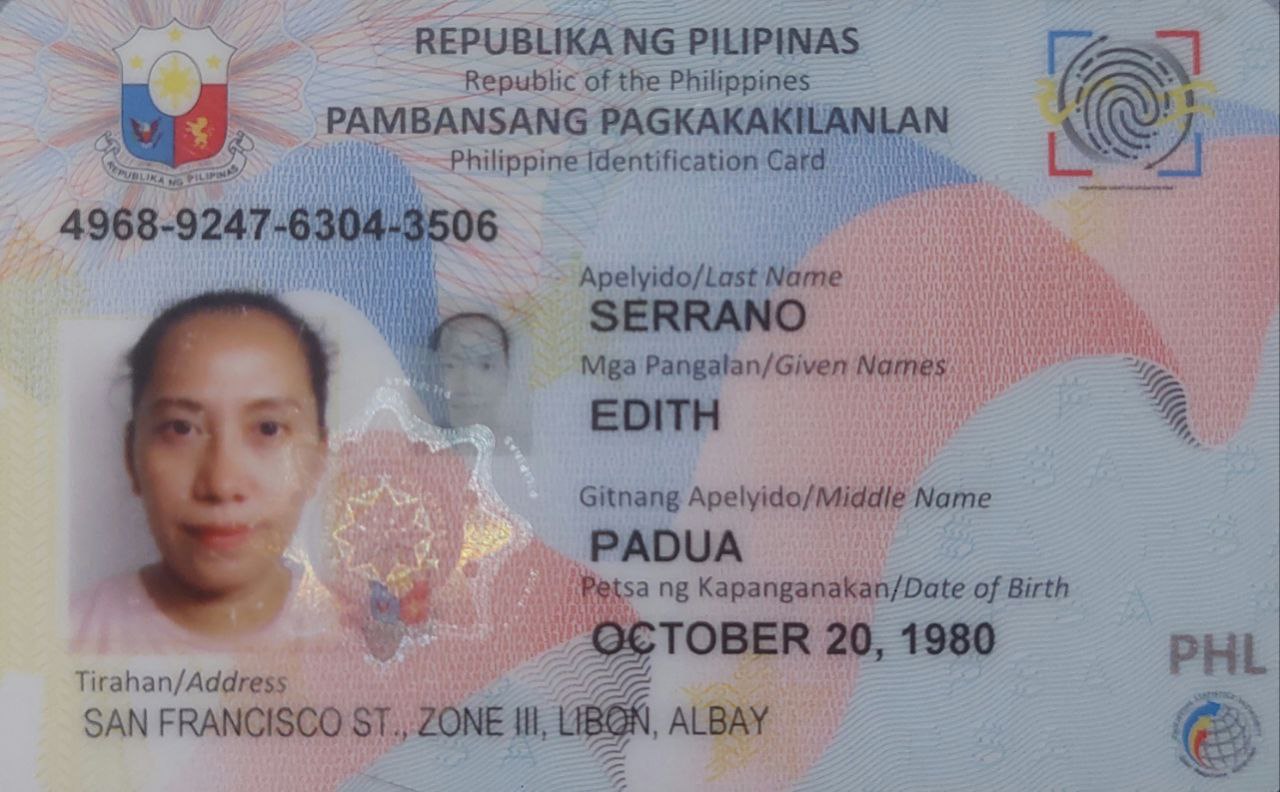 REPUBLIKA NG PILIPINAS
Republic of the Philippines
PAMBANSANG PAGKAKAKILANLAN
Philippine Identification Card
REPUBLIKA NG PILIPINAS
4968-9247-6304-3506
Apelyido/Last Name
SERRANO
Mga Pangalan/Given Names
EDITH
Gitnang Apelyido/Middle Name
PADUA
Petsa ng Kapanganakan/Date of Birth
OCTOBER 20, 1980
PHL
Tirahan/Address
SAN FRANCISCO ST., ZONE III, LIBON, ALBAY